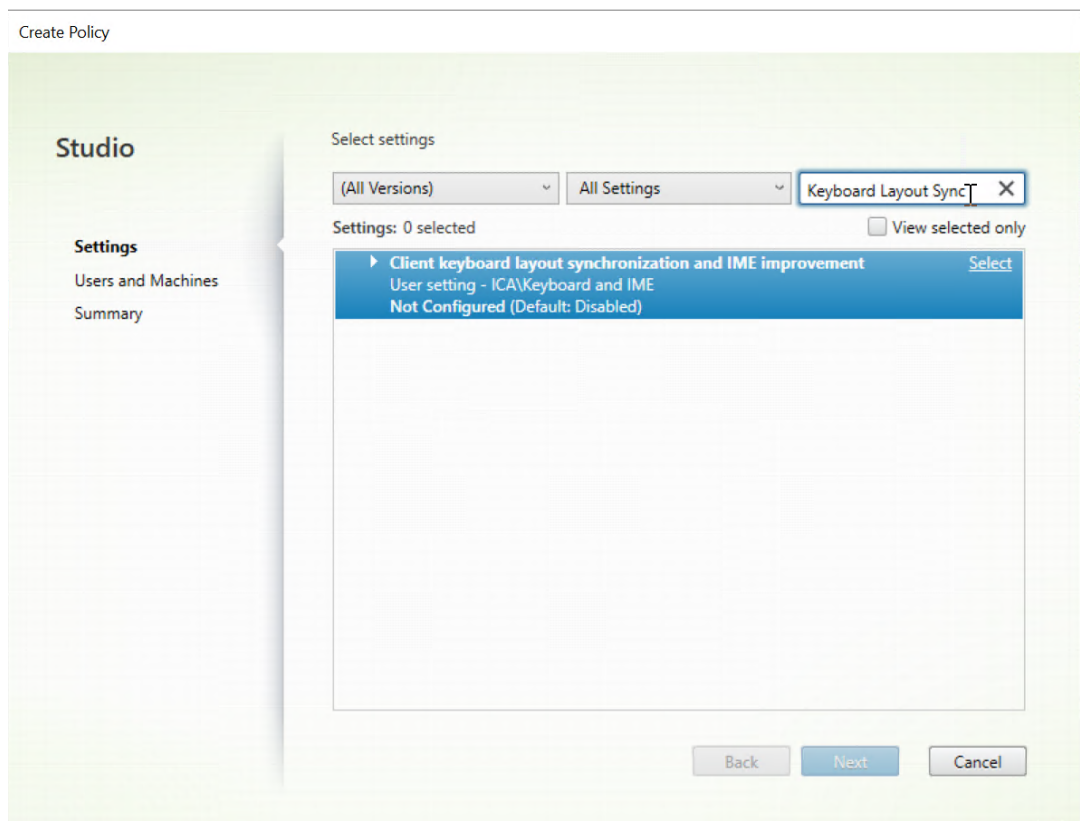 Create Policy
Studio
Settings
Users and Machines
Summary
Select settings
(All Versions)
All Settings
Keyboard Layout Sync
Settings: 0 selected
View selected only
Client keyboard layout synchronization and IME improvement
Select
User setting - ICA\Keyboard and IME
Not Configured (Default: Disabled)
Back
Next
Cancel